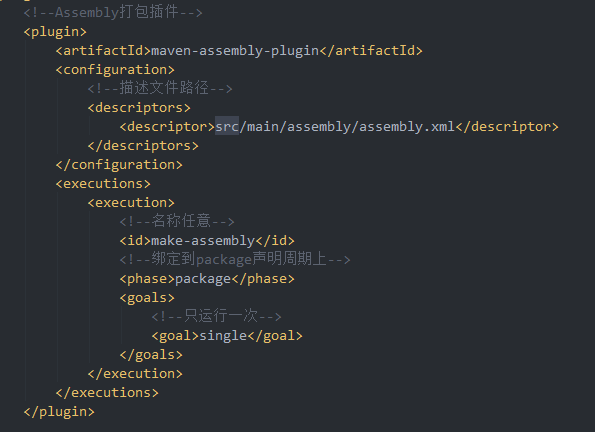 <!--Assembly打包插件-->
<plugin>
<artifactId>maven-assembly-plugin</artifactId>
<configuration>
<!--描述文件路径-->
<descriptors>
<descriptor>src/main/assembly/assembly.xml</descriptor>
</descriptors>
</configuration>
<executions>
<execution>
<!--名称任意-->
<id>make-assembly</id>
<!--绑定到package声明周期上-->
<phase>package</phase>
<goals>
<!--只运行一次-->
<goal>single</goal>
</goals>
</execution>
</executions>
</plugin>